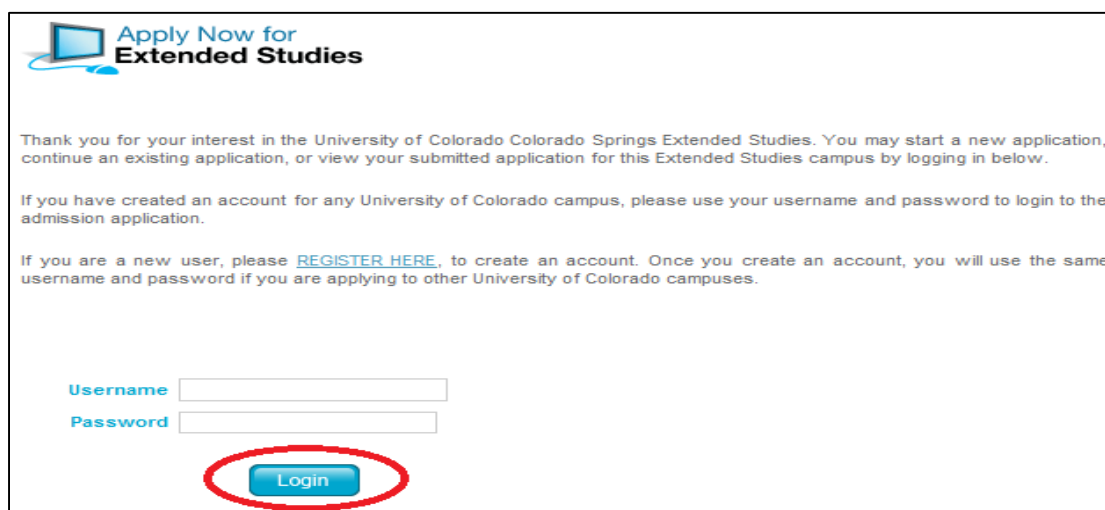 Apply Now for
Extended Studies
Thank you for your interest in the University of Colorado Colorado Springs Extended Studies. You may start a new application,
continue an existing application, or view your submitted application for this Extended Studies campus by logging in below.
If you have created an account for any University of Colorado campus, please use your username and password to login to the
admission application.
If you are a new user, please REGISTER HERE, to create an account. Once you create an account, you will use the same
username and password if you are applying to other University of Colorado campuses.
Username
Password
Login